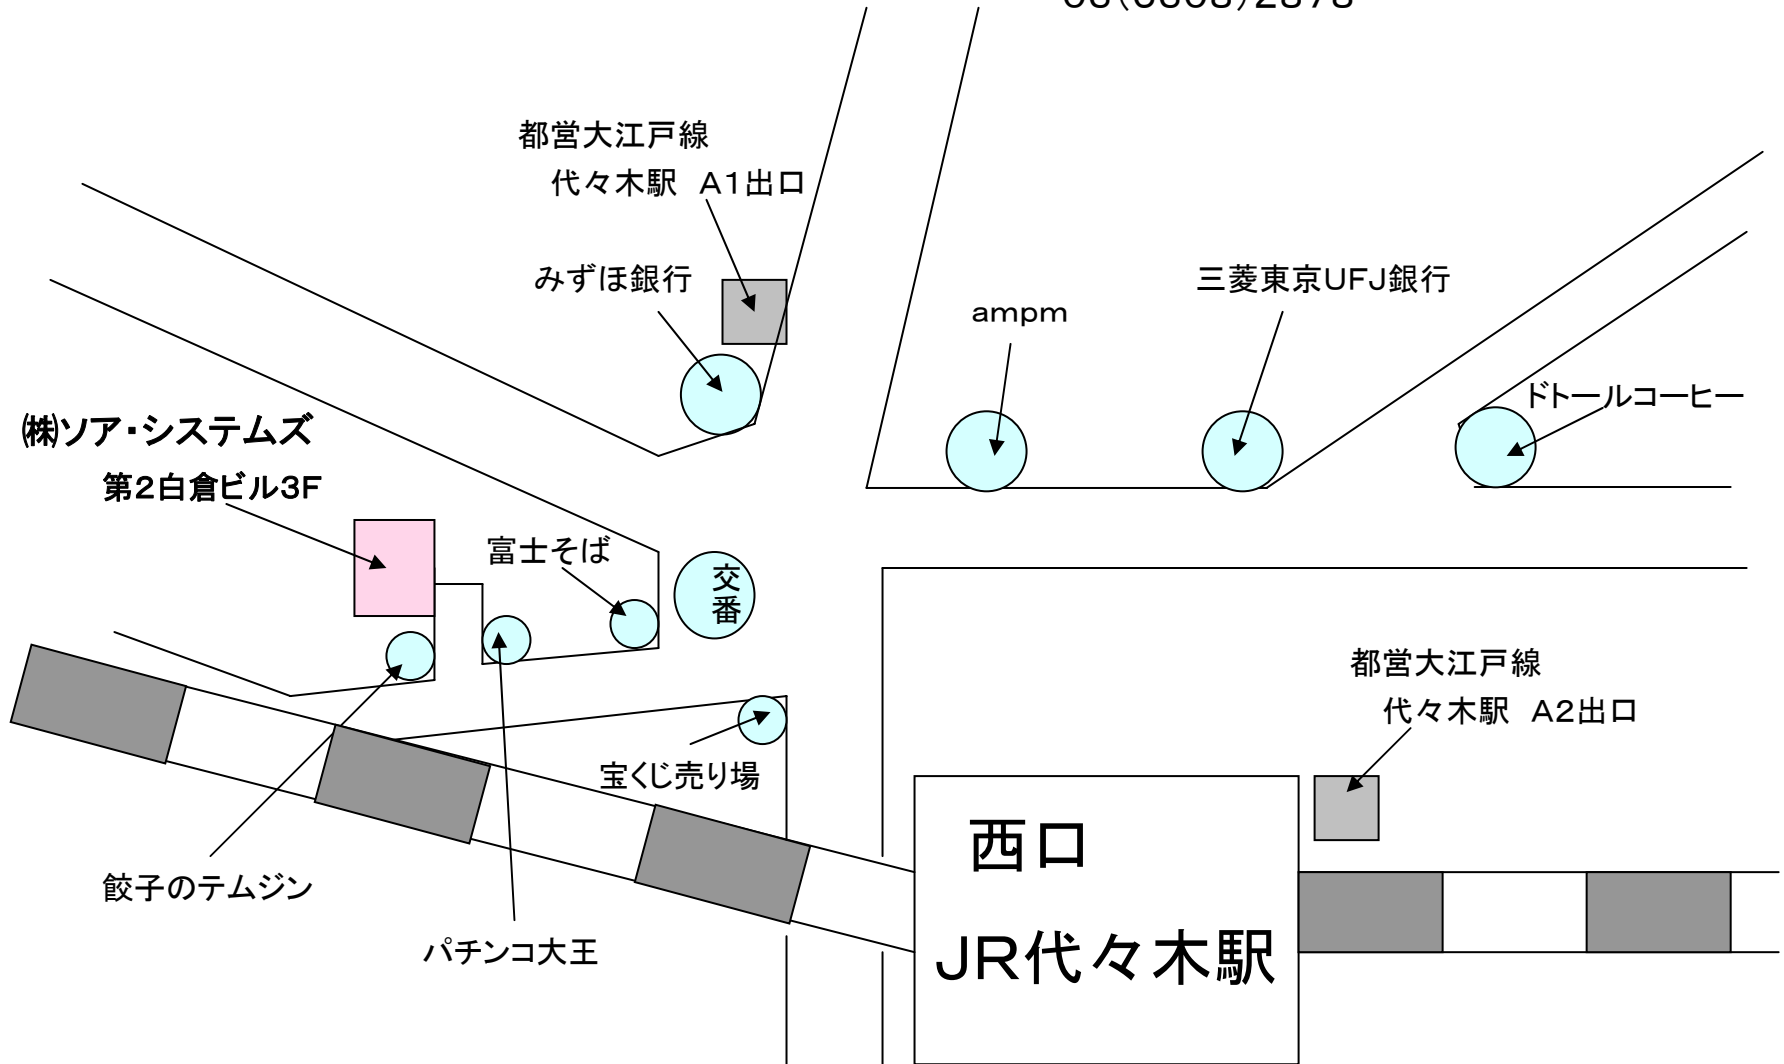 都営大江戸線
代々木駅 A1出口
みずほ銀行
三菱東京UFJ銀行
ampm
ドトールコーヒー
㈱ソア・システムズ
第2白倉ビル3F
富士そば
交
番
都営大江戸線
代々木駅 A2出口
宝くじ売り場
西口
餃子のテムジン
JR代々木駅
パチンコ大王